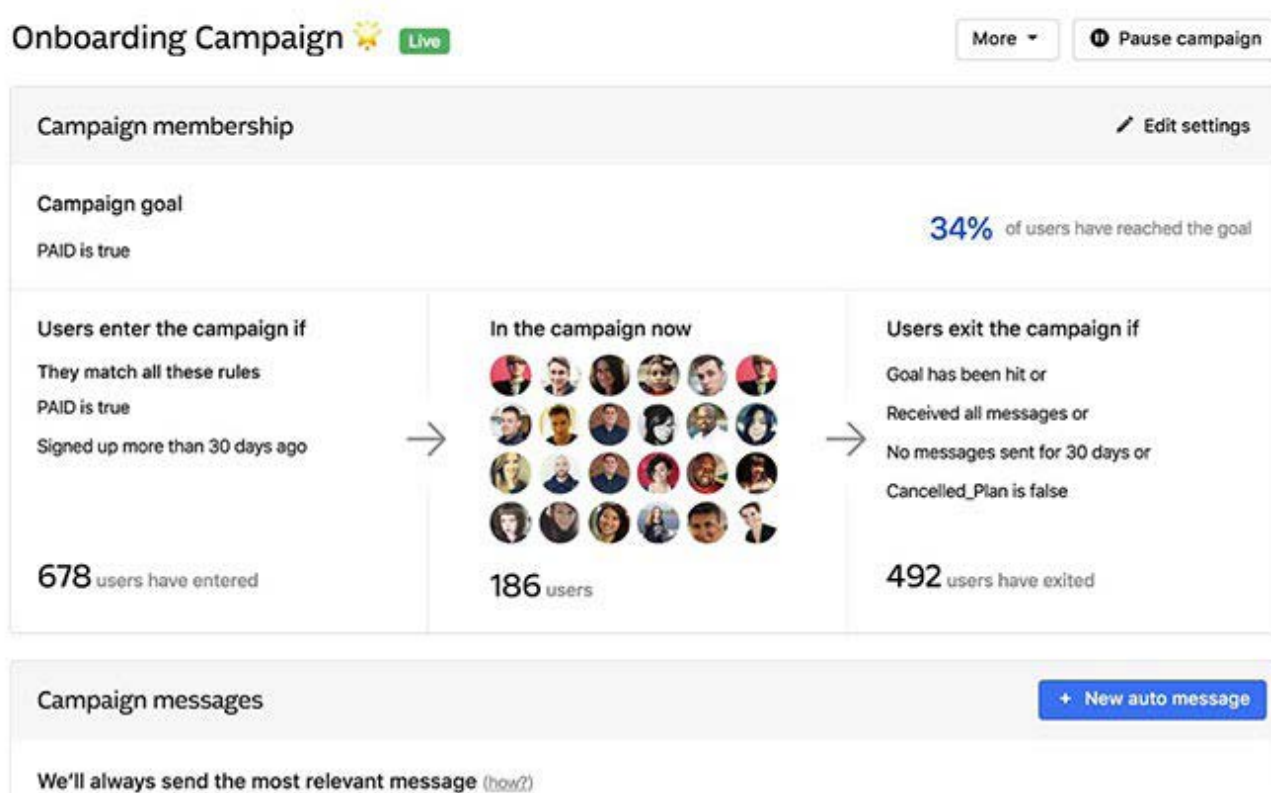 Onboarding Campaign 🌟 Live
More
Pause campaign
Campaign membership
Edit settings
Campaign goal
PAID is true
34% of users have reached the goal
Users enter the campaign if
They match all these rules
PAID is true
Signed up more than 30 days ago
678 users have entered
In the campaign now
186 users
Users exit the campaign if
Goal has been hit or
Received all messages or
No messages sent for 30 days or
Cancelled_Plan is false
492 users have exited
Campaign messages
+ New auto message
We'll always send the most relevant message (how?)